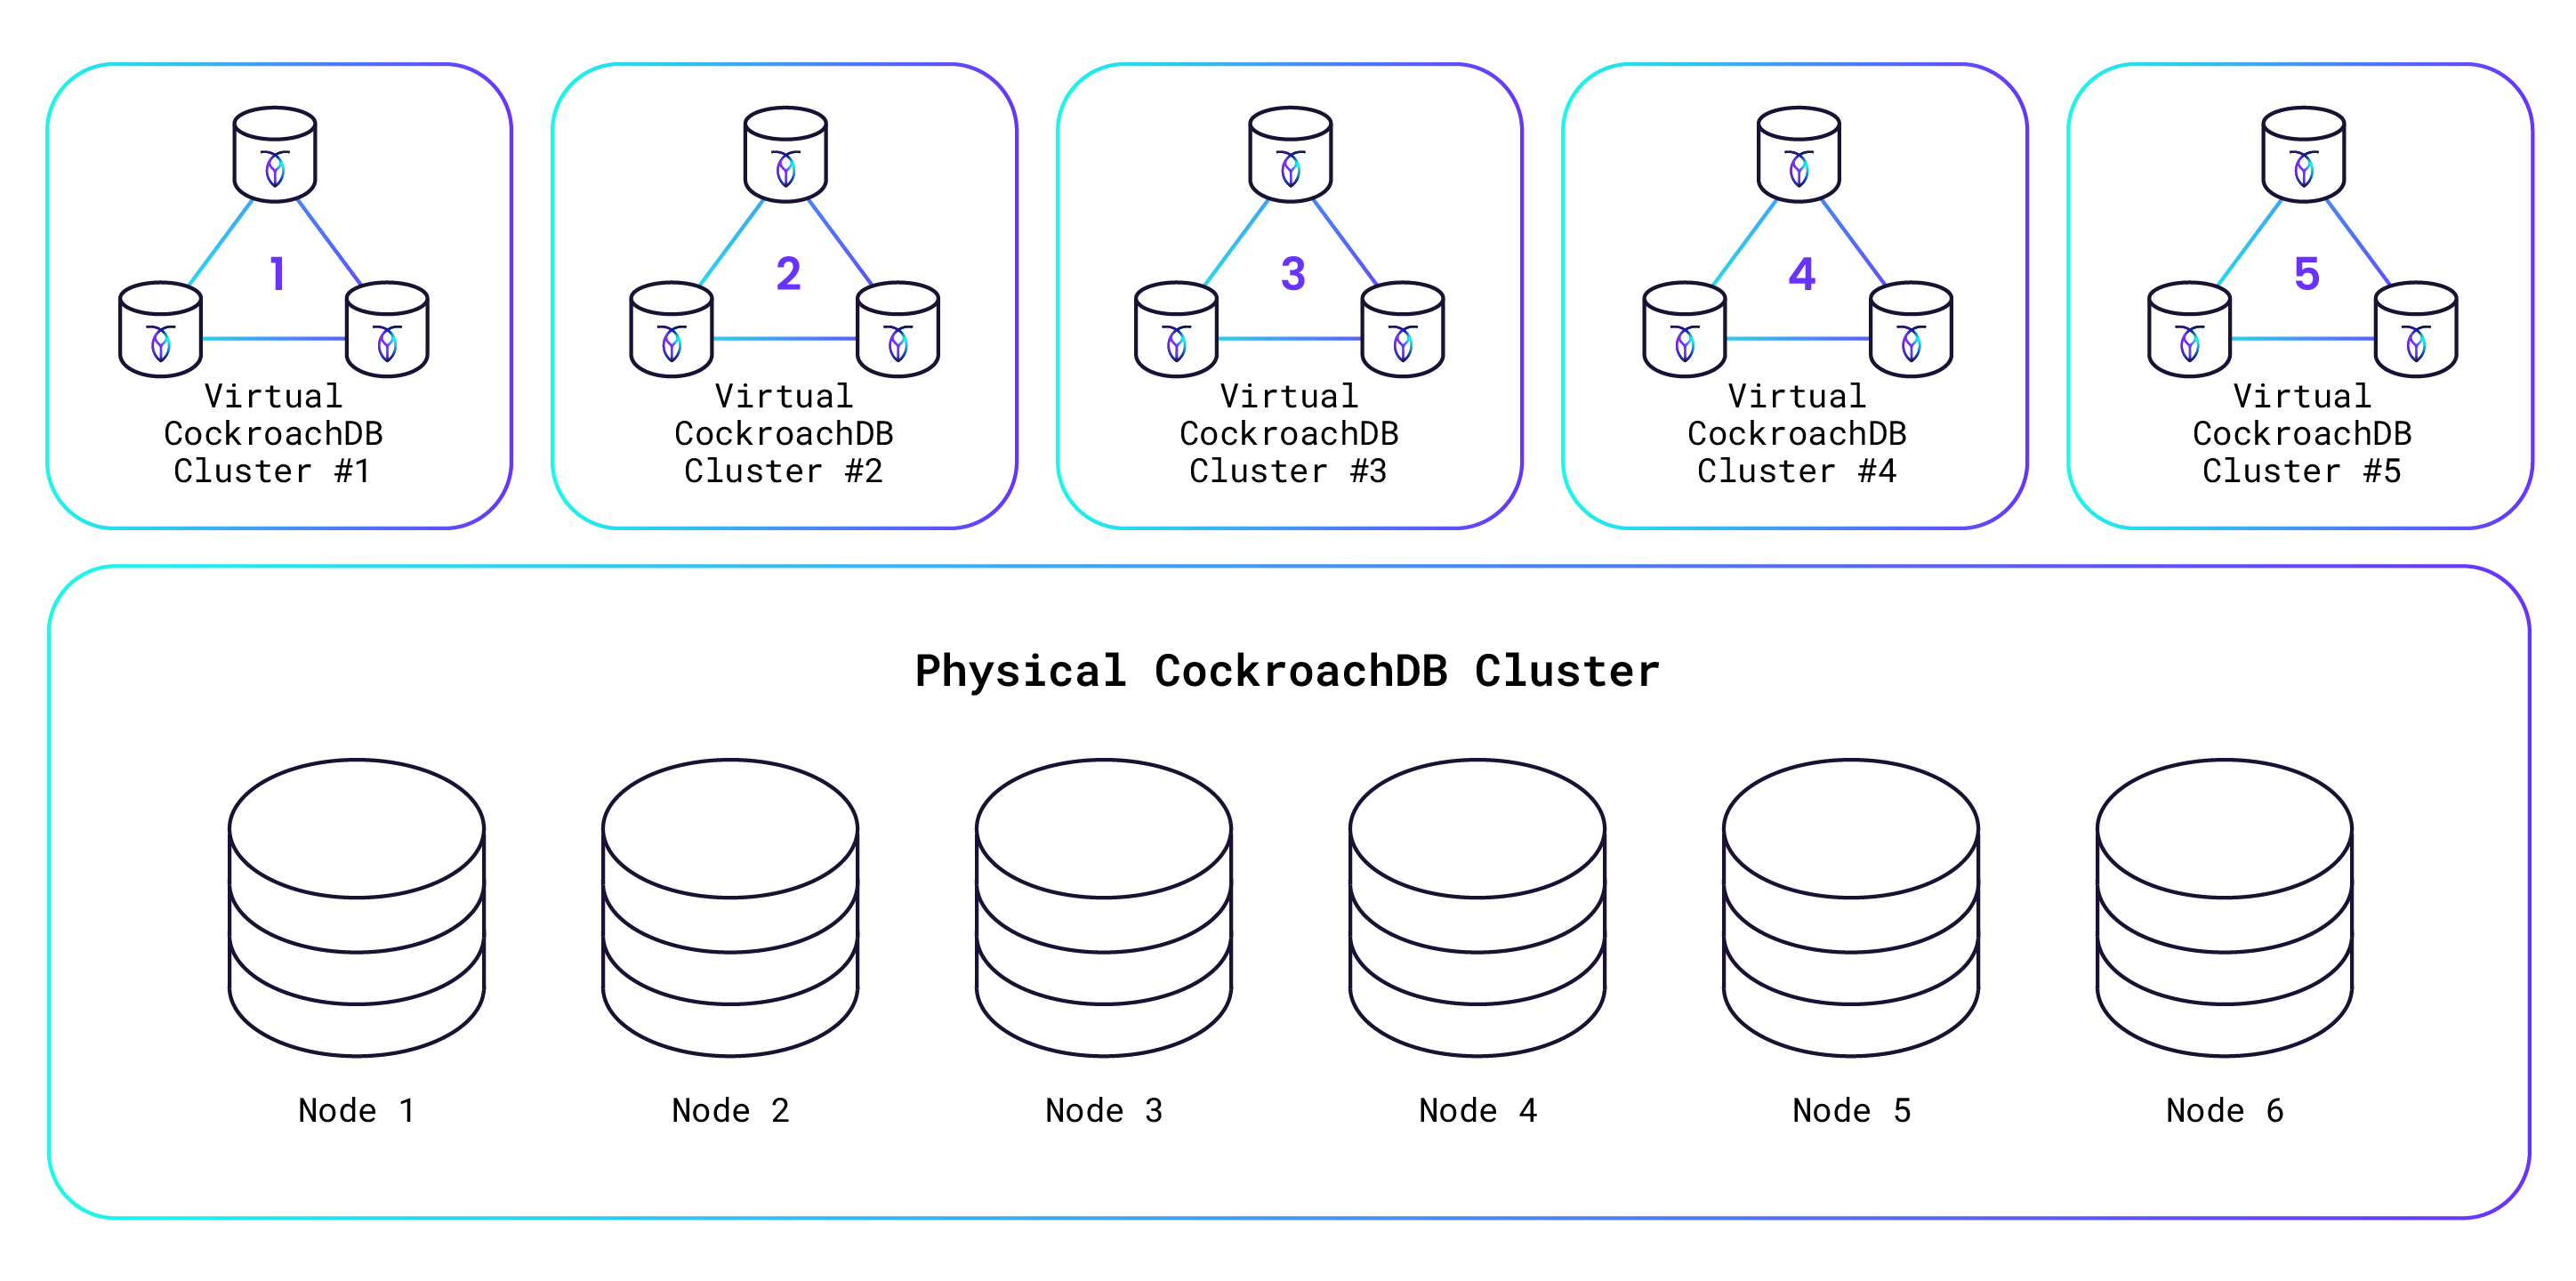 1
Virtual
CockroachDB
Cluster #1
2
Virtual
CockroachDB
Cluster #2
3
Virtual
CockroachDB
Cluster #3
4
Virtual
CockroachDB
Cluster #4
5
Virtual
CockroachDB
Cluster #5
Physical CockroachDB Cluster
Node 1
Node 2
Node 3
Node 4
Node 5
Node 6